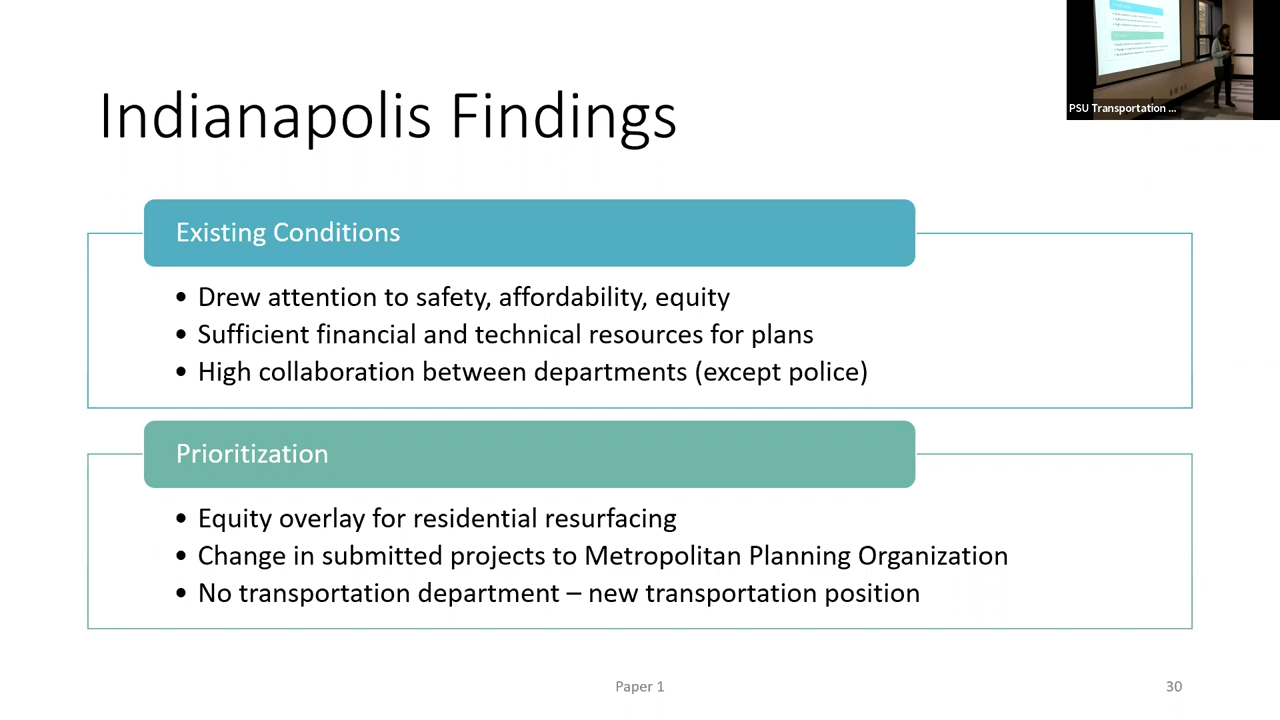 PSU Transportation ...
Indianapolis Findings
Existing Conditions
• Drew attention to safety, affordability, equity
• Sufficient financial and technical resources for plans
• High collaboration between departments (except police)
Prioritization
• Equity overlay for residential resurfacing
• Change in submitted projects to Metropolitan Planning Organization
• No transportation department – new transportation position
Paper 1
30